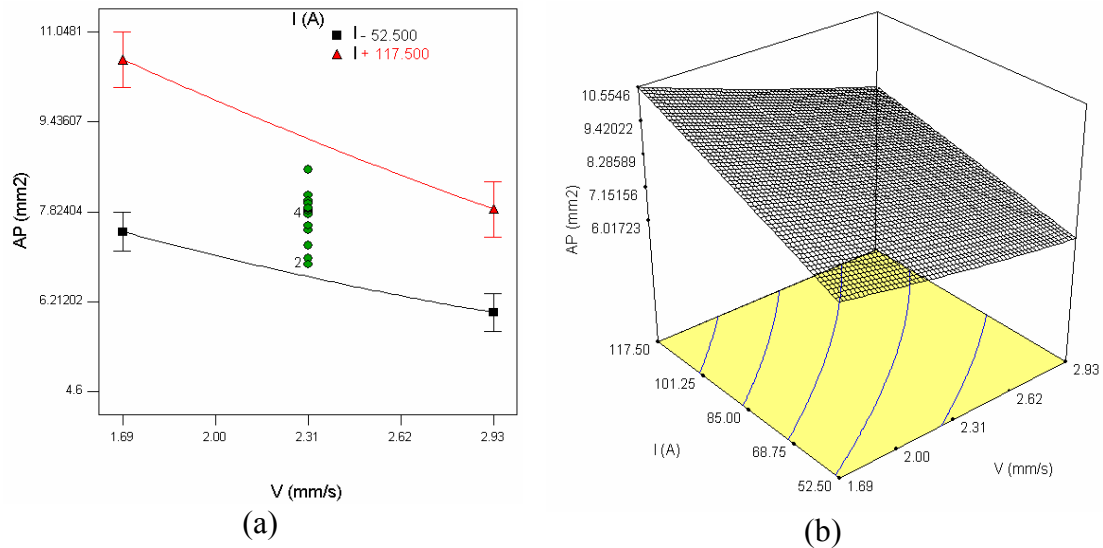 I (A)
I - 52.500
I + 117.500
AP (mm2)
11.0481
9.43607
7.82404
6.21202
4.6
4
2
1.69
2.00
2.31
2.62
2.93
V (mm/s)
(a)
AP (mm2)
10.5546
9.42022
8.28589
7.15156
6.01723
117.50
101.25
85.00
68.75
52.50
I (A)
1.69
2.00
2.31
2.62
2.93
V (mm/s)
(b)